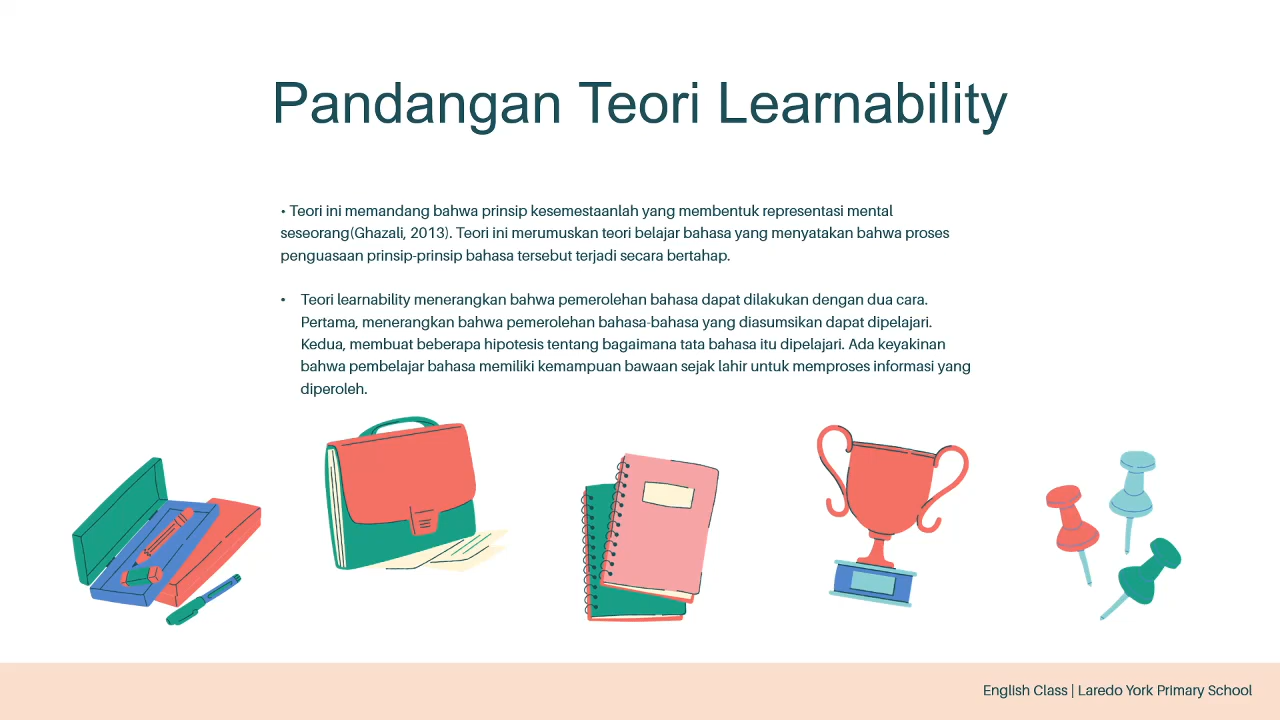 Pandangan Teori Learnability
• Teori ini memandang bahwa prinsip kesemestaanlah yang membentuk representasi mental
seseorang(Ghazali, 2013). Teori ini merumuskan teori belajar bahasa yang menyatakan bahwa proses
penguasaan prinsip-prinsip bahasa tersebut terjadi secara bertahap.
• Teori learnability menerangkan bahwa pemerolehan bahasa dapat dilakukan dengan dua cara.
Pertama, menerangkan bahwa pemerolehan bahasa-bahasa yang diasumsikan dapat dipelajari.
Kedua, membuat beberapa hipotesis tentang bagaimana tata bahasa itu dipelajari. Ada keyakinan
bahwa pembelajar bahasa memiliki kemampuan bawaan sejak lahir untuk memproses informasi yang
diperoleh.
English Class | Laredo York Primary School